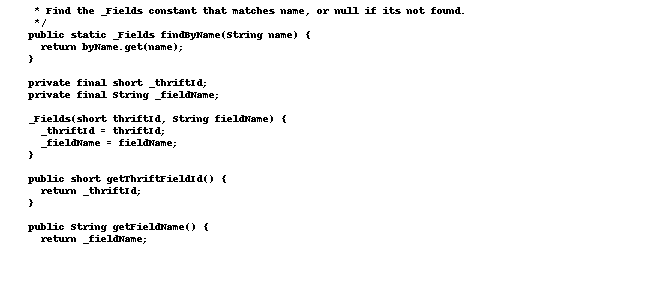 * Find the _Fields constant that matches name, or null if its not found.
*/
public static _Fields findByName(String name) {
return byName.get(name);
}
private final short _thriftId;
private final String _fieldName;
_Fields(short thriftId, String fieldName) {
_thriftId = thriftId;
_fieldName = fieldName;
}
public short getThriftFieldId() {
return _thriftId;
}
public String getFieldName() {
return _fieldName;